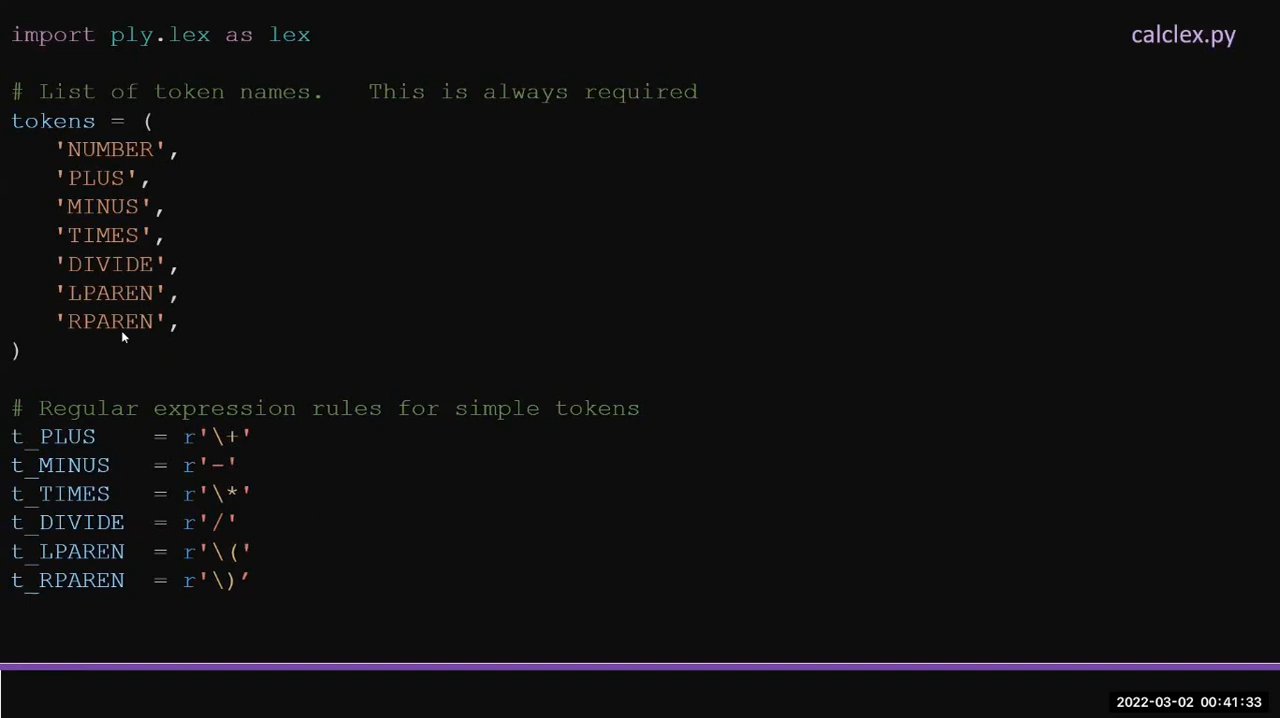 import ply.lex as lex
calclex.py
# List of token names.   This is always required
tokens = (
   'NUMBER',
   'PLUS',
   'MINUS',
   'TIMES',
   'DIVIDE',
   'LPAREN',
   'RPAREN',
)
# Regular expression rules for simple tokens
t_PLUS    = r'\+'
t_MINUS   = r'-'
t_TIMES   = r'\*'
t_DIVIDE  = r'/'
t_LPAREN  = r'\('
t_RPAREN  = r'\)’
2022-03-02 00:41:33